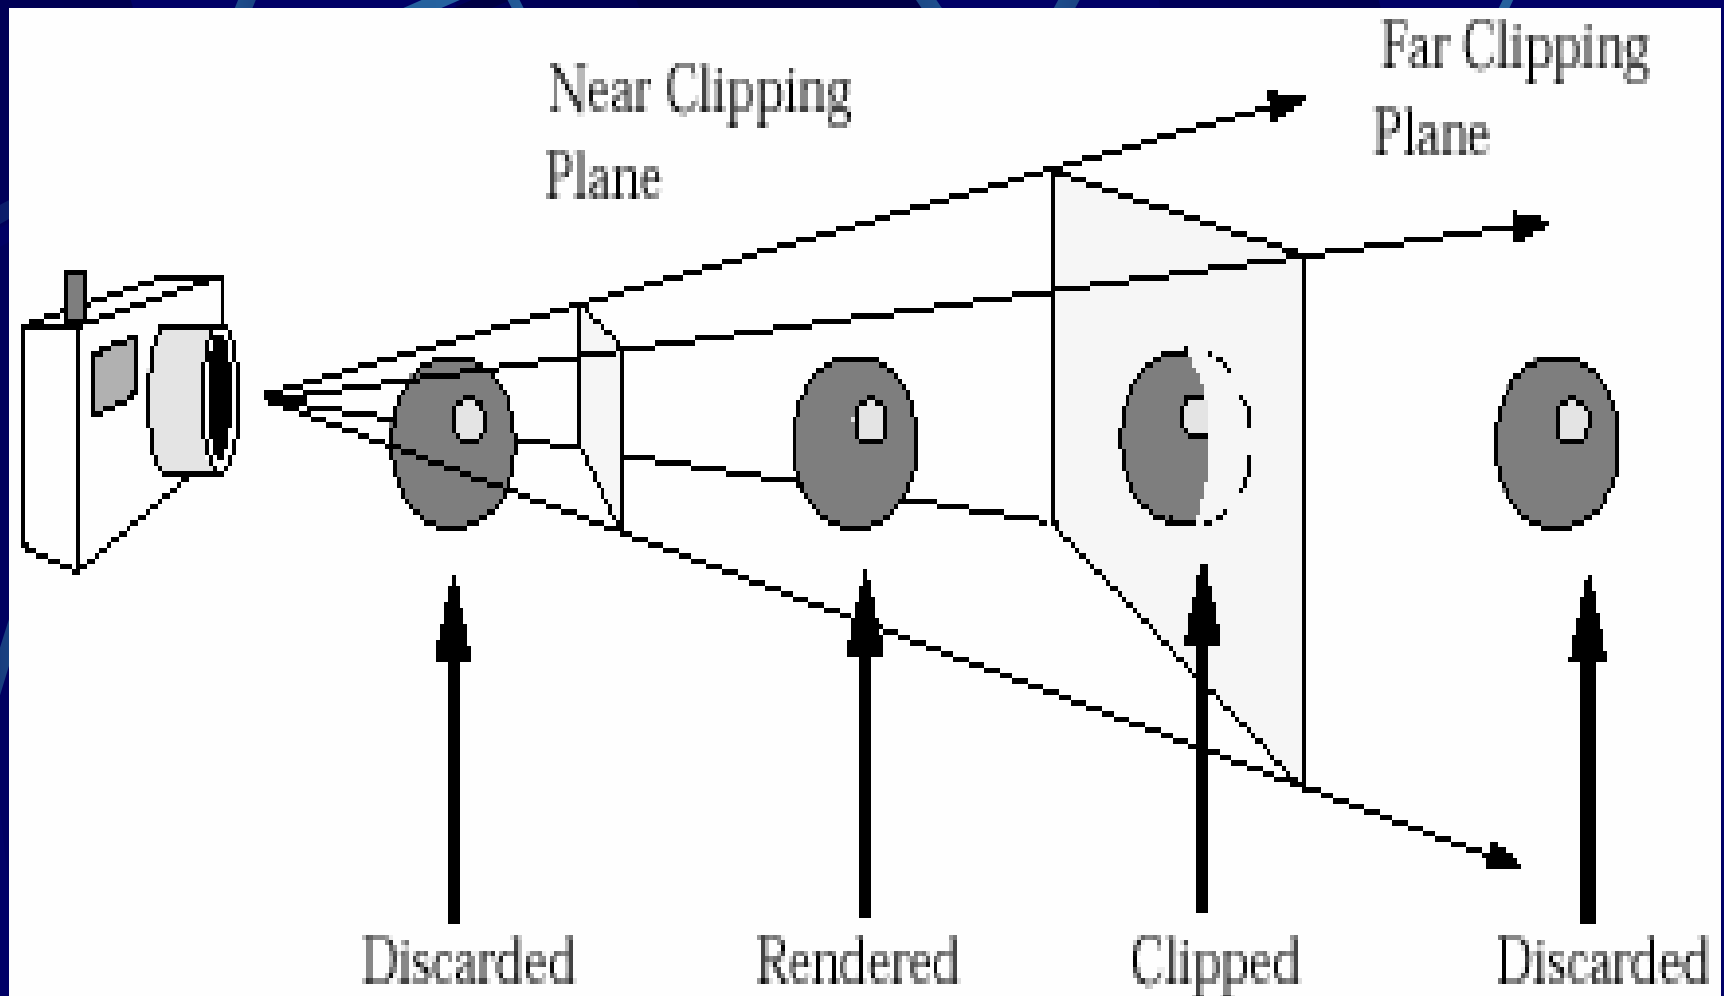 Near Clipping
Plane
Far Clipping
Plane
Discarded
Rendered
Clipped
Discarded